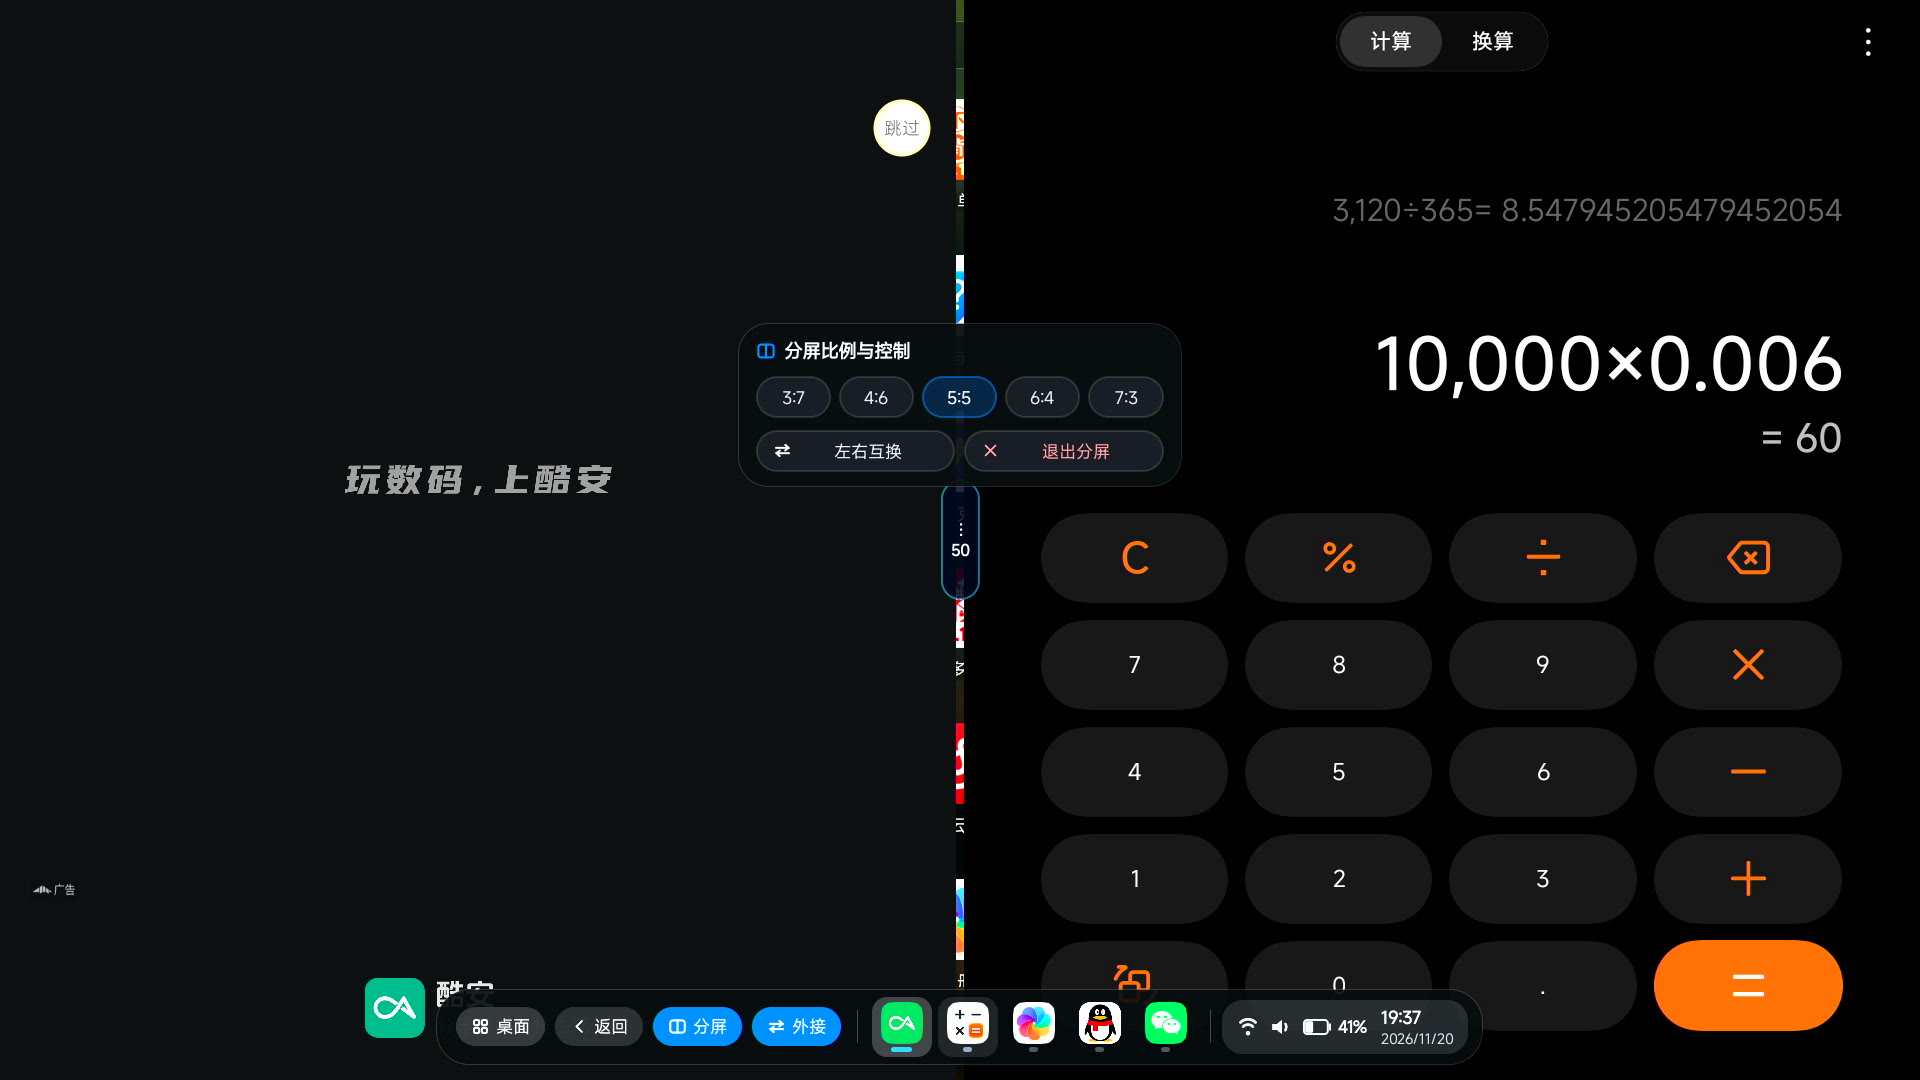 跳过
玩数码，上酷安
广告
酷安
计算 换算
3,120÷365= 8.547945205479452054
10,000×0.006
= 60
分屏比例与控制
3:7 4:6 5:5 6:4 7:3
左右互换 退出分屏
50
C % ÷
7 8 9 ×
4 5 6 −
1 2 3 +
0 . =
桌面 返回 分屏 外接
41% 19:37
2026/11/20